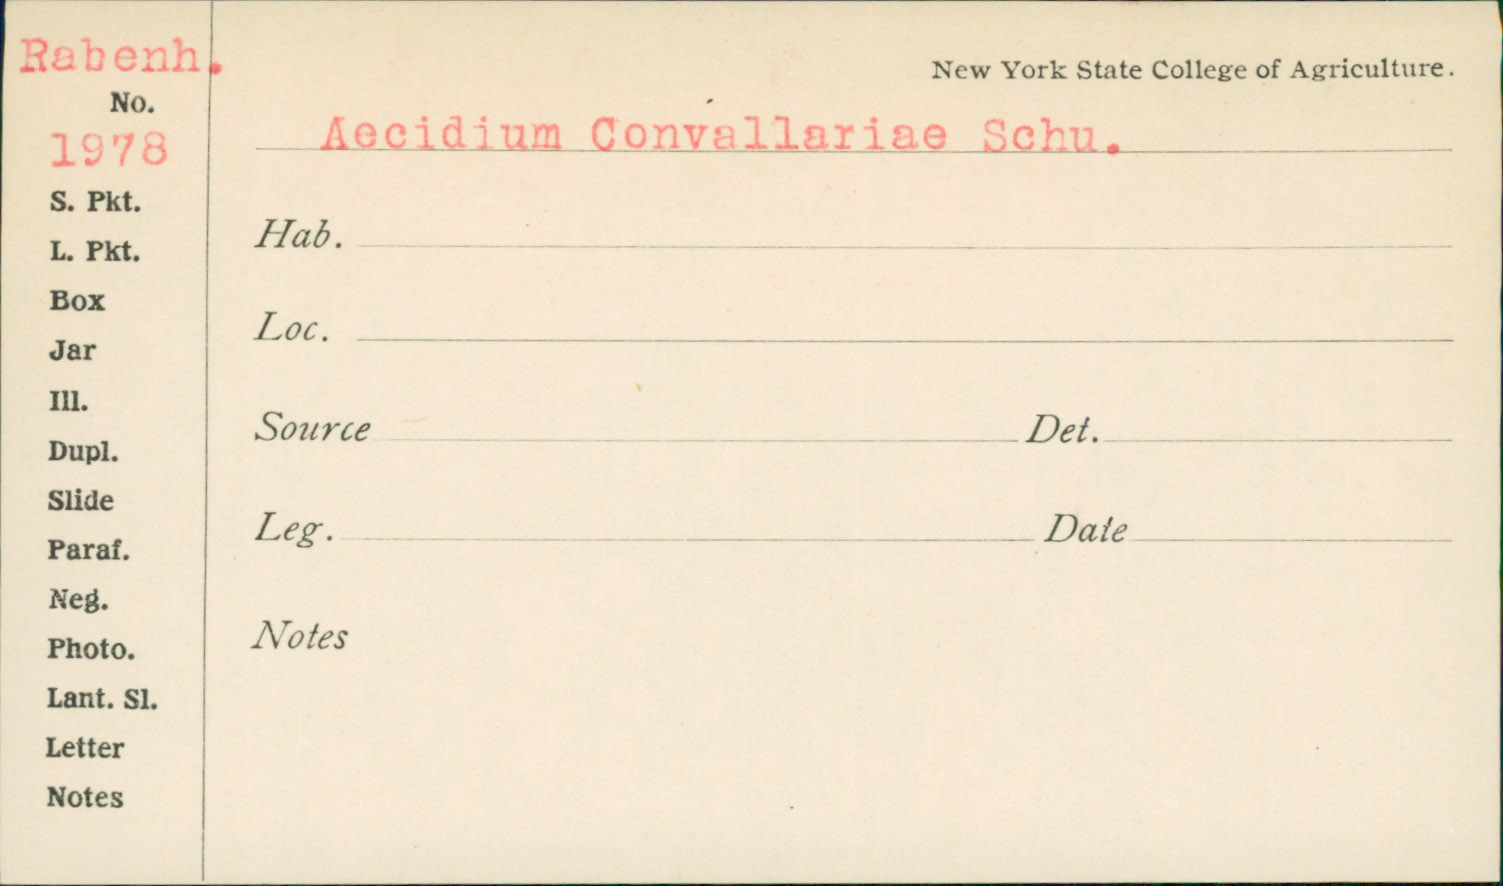 Rabenh.
No.
1978
S. Pkt.
L. Pkt.
Box
Jar
Ill.
Dupl.
Slide
Paraf.
Neg.
Photo.
Lant. Sl.
Letter
Notes
New York State College of Agriculture.
Aecidium Convallariae Schu.
Hab.
Loc.
Source Det.
Leg. Date
Notes